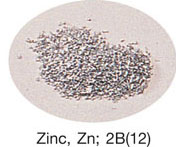 Zinc, Zn; 2B(12)